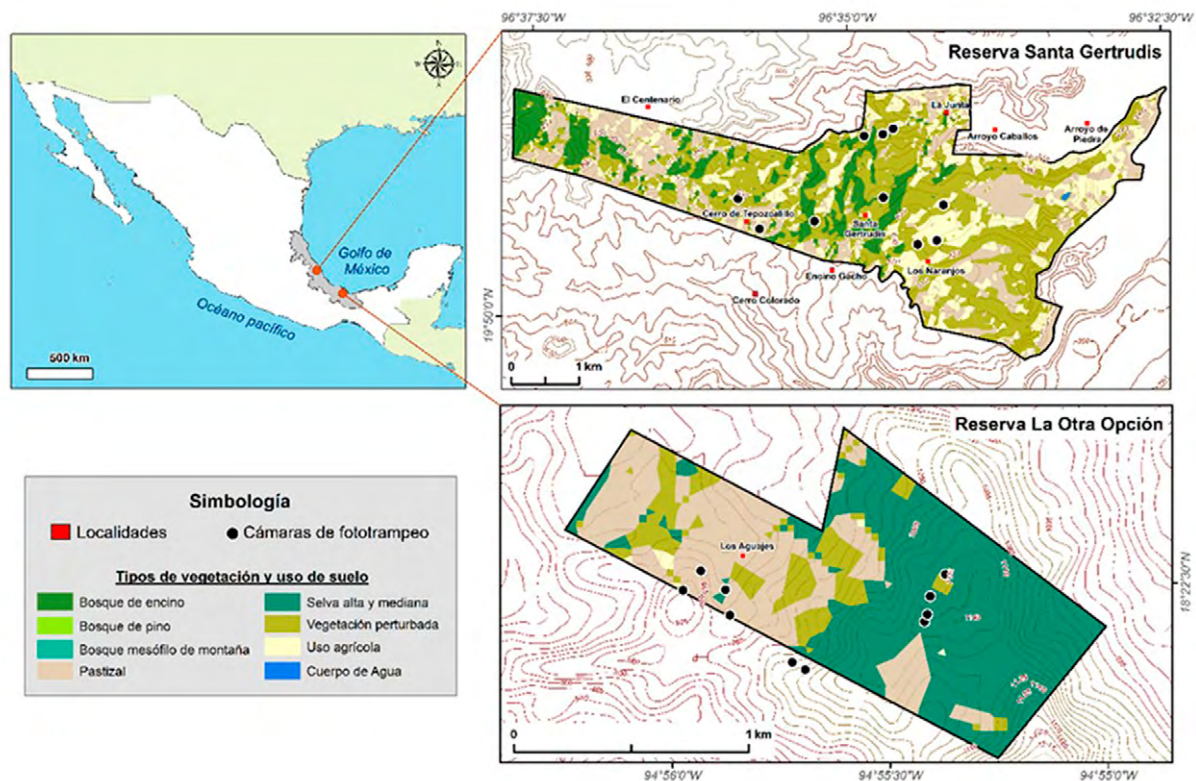 Golfo de
México
Océano pacífico
500 km
96°37'30"W
96°35'0"W
96°32'30"W
Reserva Santa Gertrudis
El Centenario
La Junta
Arroyo Caballos
Arroyo de
Piedra
Cerro de Tepozcalillo
Santa
Gertrudis
Encino Gacho
Los Naranjos
Cerro Colorado
19°50'0"N
0
1 km
Reserva La Otra Opción
Los Aguajes
18°22'30"N
0
1 km
94°56'0"W
94°55'30"W
94°55'0"W
Simbología
Localidades
Cámaras de fototrampeo
Tipos de vegetación y uso de suelo
Bosque de encino
Selva alta y mediana
Bosque de pino
Vegetación perturbada
Bosque mesófilo de montaña
Uso agrícola
Pastizal
Cuerpo de Agua